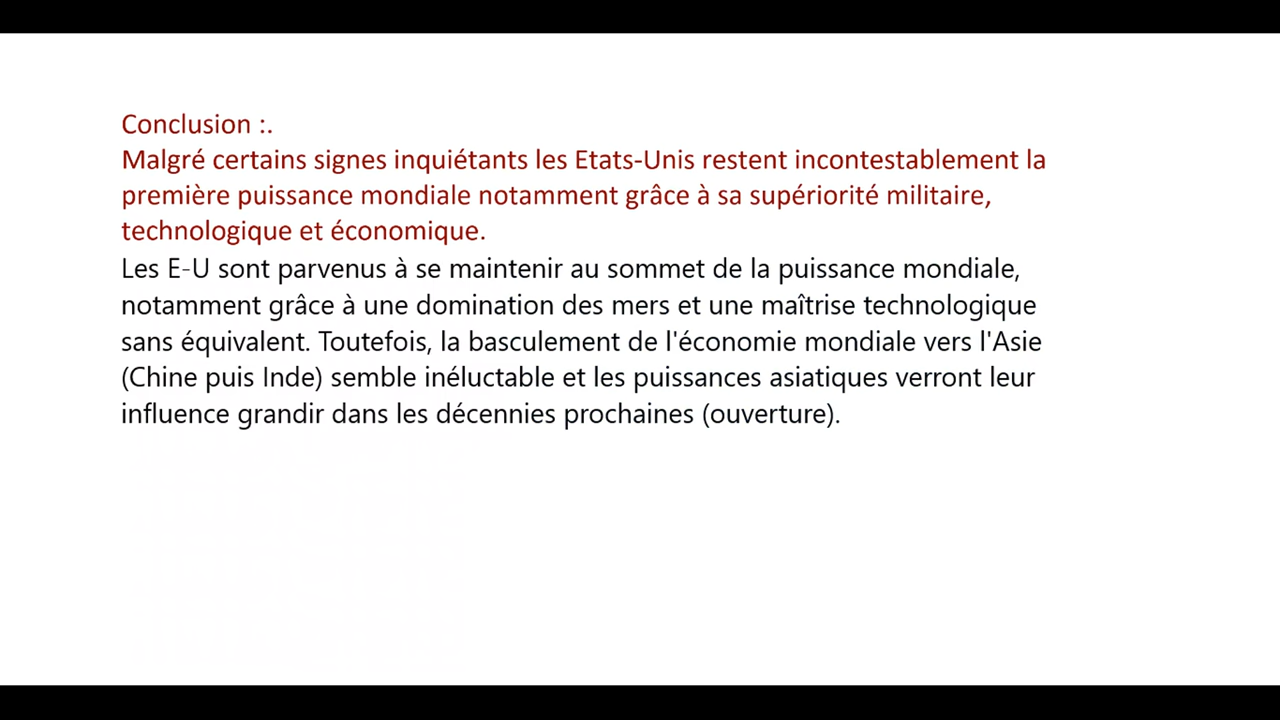 Conclusion :.
Malgré certains signes inquiétants les Etats-Unis restent incontestablement la
première puissance mondiale notamment grâce à sa supériorité militaire,
technologique et économique.
Les E-U sont parvenus à se maintenir au sommet de la puissance mondiale,
notamment grâce à une domination des mers et une maîtrise technologique
sans équivalent. Toutefois, la basculement de l'économie mondiale vers l'Asie
(Chine puis Inde) semble inéluctable et les puissances asiatiques verront leur
influence grandir dans les décennies prochaines (ouverture).